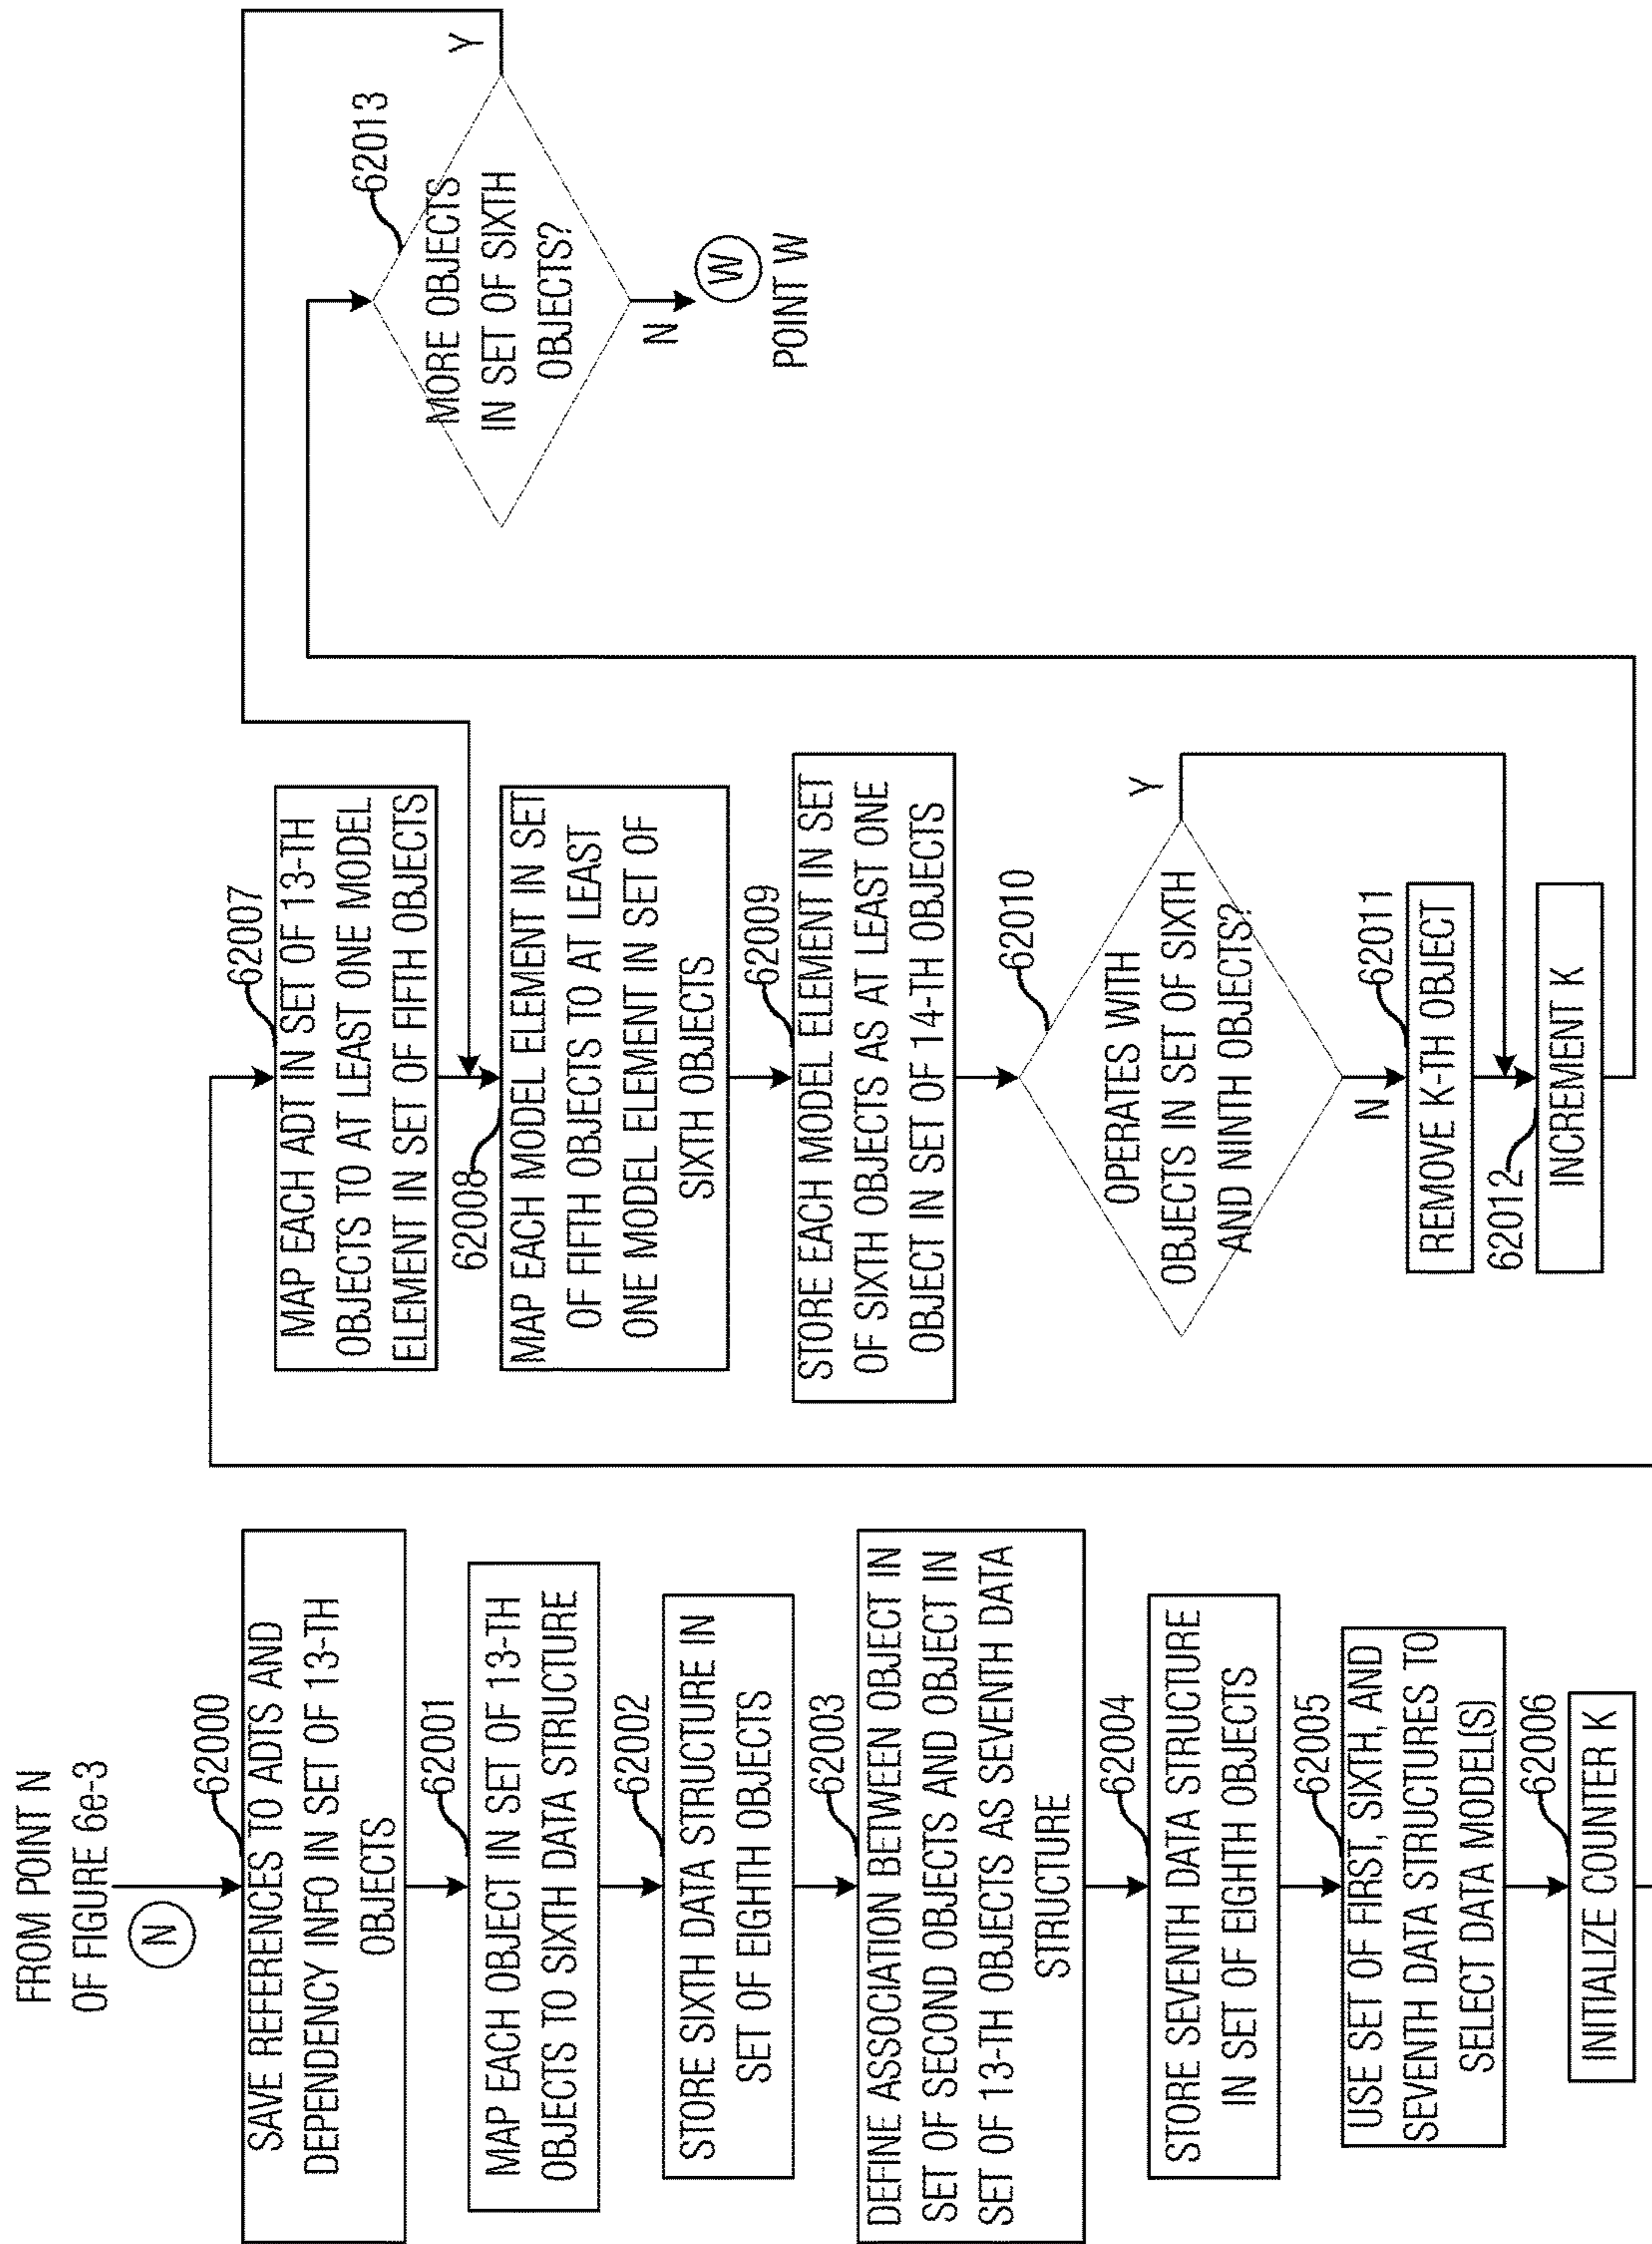 FROM POINT N
OF FIGURE 6e-3
N
62000
SAVE REFERENCES TO ADTS AND
DEPENDENCY INFO IN SET OF 13-TH
OBJECTS
62001
MAP EACH OBJECT IN SET OF 13-TH
OBJECTS TO SIXTH DATA STRUCTURE
62002
STORE SIXTH DATA STRUCTURE IN
SET OF EIGHTH OBJECTS
62003
DEFINE ASSOCIATION BETWEEN OBJECT IN
SET OF SECOND OBJECTS AND OBJECT IN
SET OF 13-TH OBJECTS AS SEVENTH DATA
STRUCTURE
62004
STORE SEVENTH DATA STRUCTURE
IN SET OF EIGHTH OBJECTS
62005
USE SET OF FIRST, SIXTH, AND
SEVENTH DATA STRUCTURES TO
SELECT DATA MODEL(S)
62006
INITIALIZE COUNTER K
62007
MAP EACH ADT IN SET OF 13-TH
OBJECTS TO AT LEAST ONE MODEL
ELEMENT IN SET OF FIFTH OBJECTS
62008
MAP EACH MODEL ELEMENT IN SET
OF FIFTH OBJECTS TO AT LEAST
ONE MODEL ELEMENT IN SET OF
SIXTH OBJECTS
62009
STORE EACH MODEL ELEMENT IN SET
OF SIXTH OBJECTS AS AT LEAST ONE
OBJECT IN SET OF 14-TH OBJECTS
62010
OPERATES WITH
OBJECTS IN SET OF SIXTH
AND NINTH OBJECTS?
Y
N
62011
REMOVE K-TH OBJECT
62012
INCREMENT K
62013
MORE OBJECTS
IN SET OF SIXTH
OBJECTS?
Y
N
W
POINT W